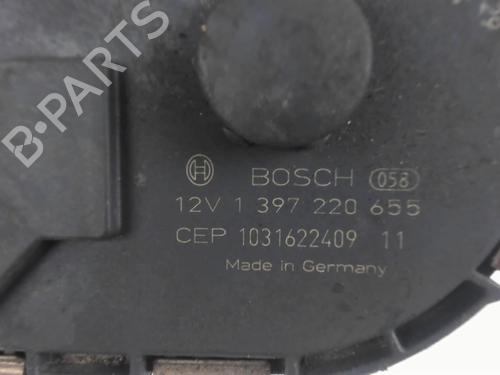 B-PARTS
BOSCH 058
12V 1 397 220 655
CEP 1031622409 11
Made in Germany